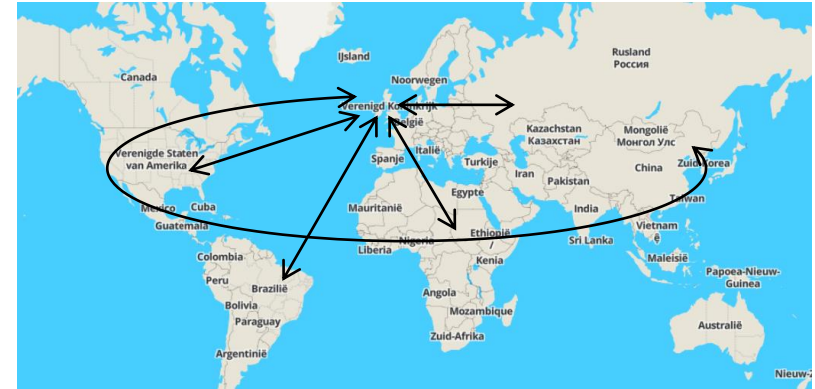 IJsland
Rusland
Россия
Canada
Noorwegen
Verenigd Koninkrijk
België
Kazachstan
Казахстан
Mongolië
Монгол Улс
Verenigde Staten
van Amerika
Spanje
Italië
Turkije
Iran
Pakistan
China
Zuid-Korea
Egypte
Mexico
Cuba
Mauritanië
India
Taiwan
Guatemala
Liberia
Nigeria
Ethiopië
/
Sri Lanka
Vietnam
ê
Colombia
Kenia
Maleisië
Peru
Brazilië
Papoea-Nieuw-
Guinea
Bolivia
Angola
Mozambique
Paraguay
Zuid-Afrika
Australië
Argentinië
Nieuw-Z